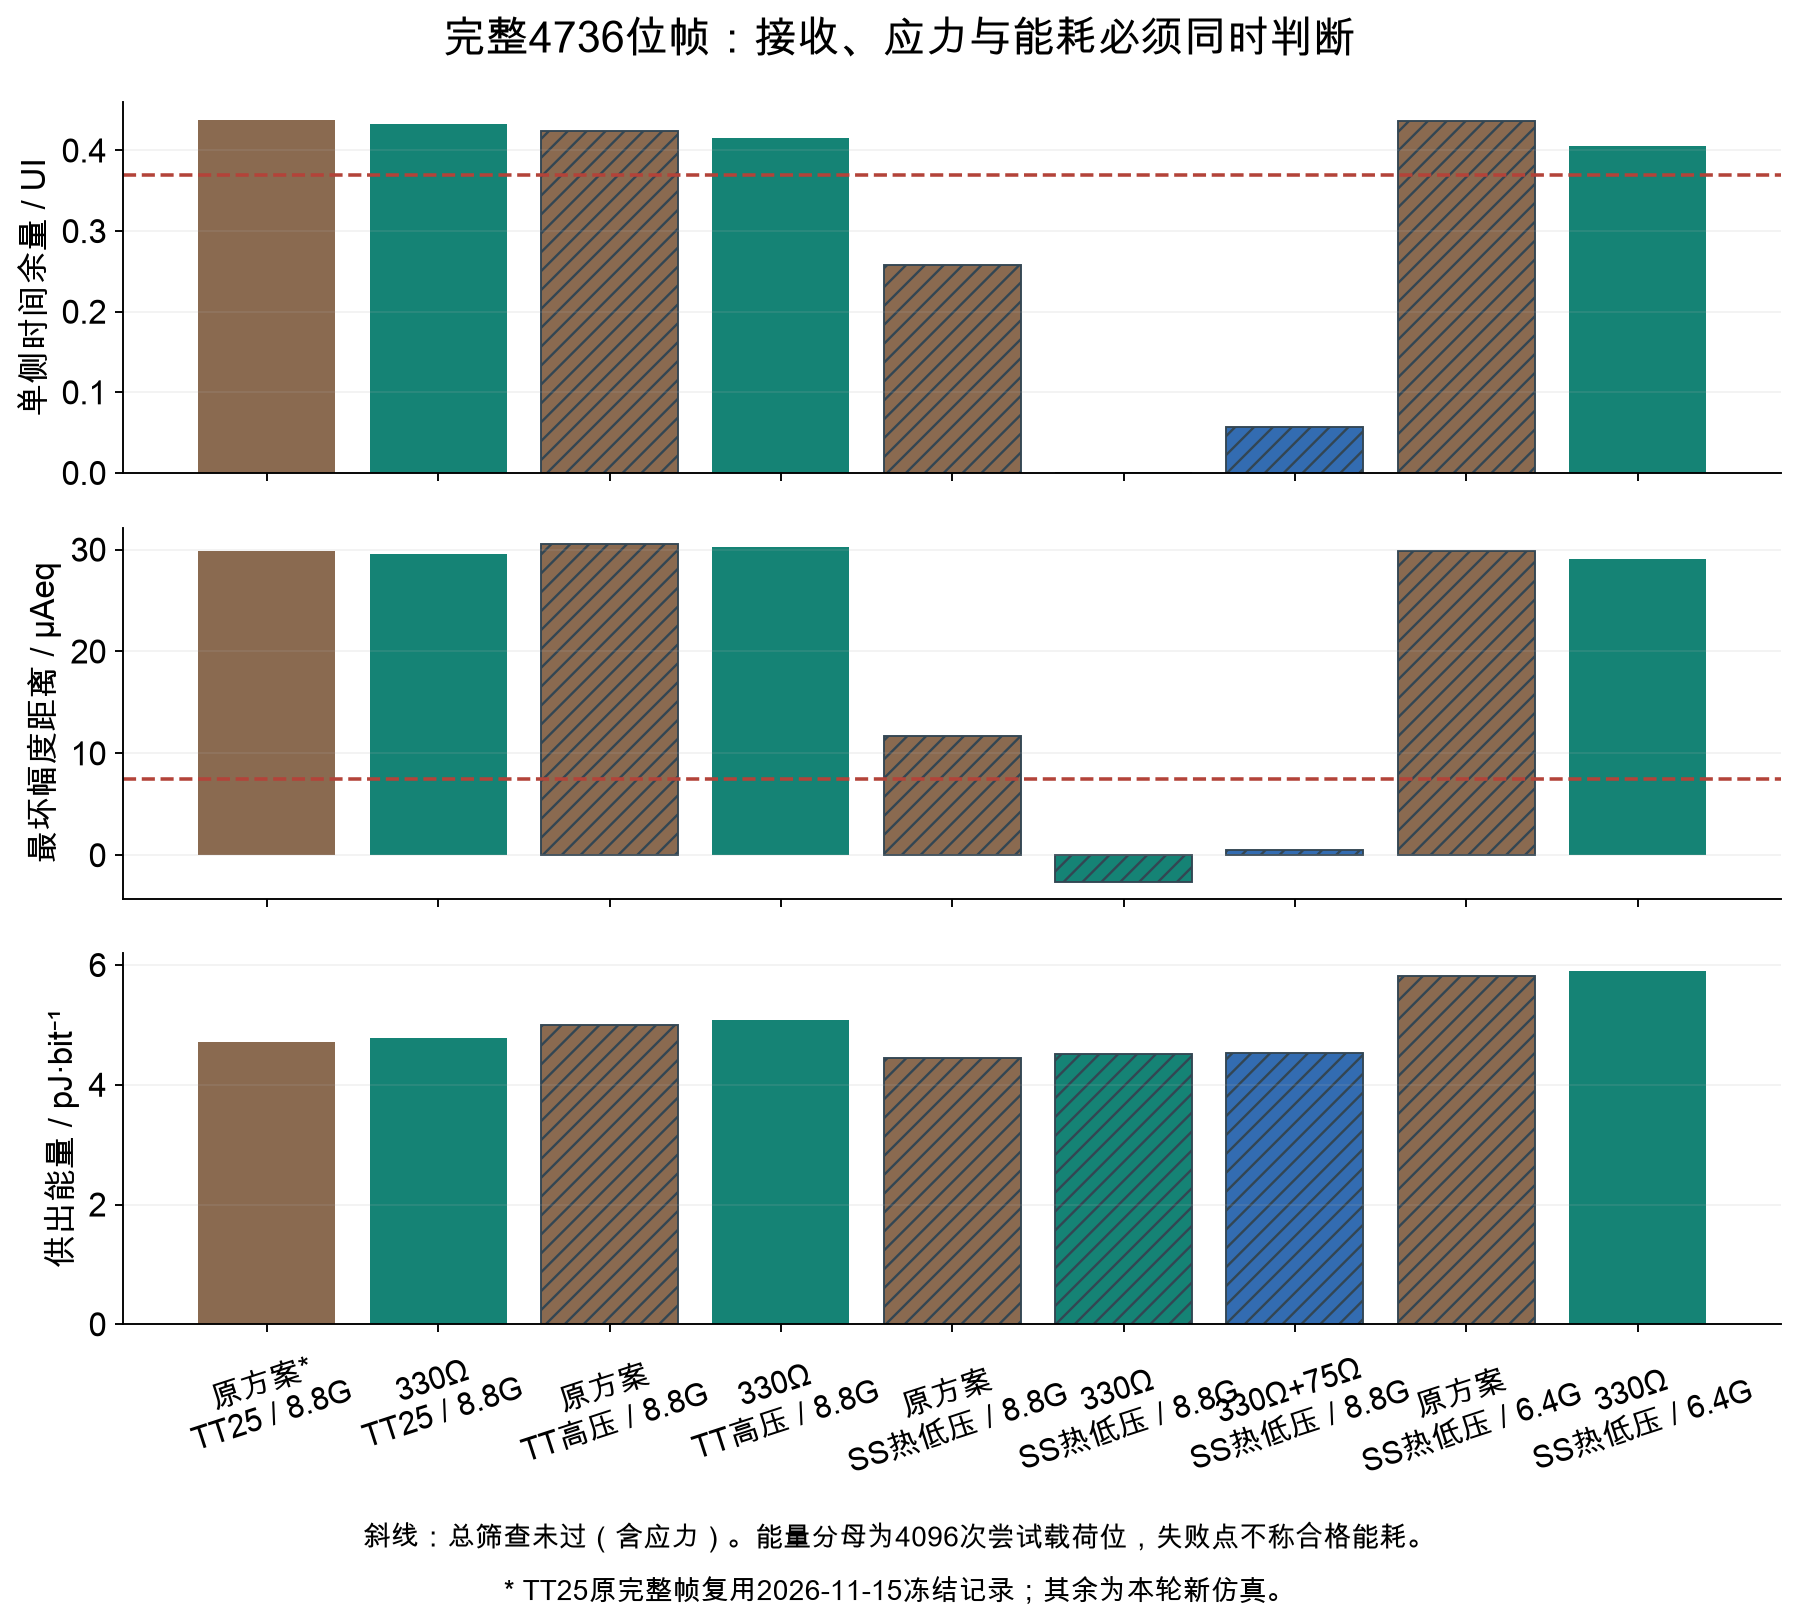 完整4736位帧：接收、应力与能耗必须同时判断
单侧时间余量 / UI
0.4
0.3
0.2
0.1
0.0
最坏幅度距离 / μAeq
30
20
10
0
供出能量 / pJ·bit⁻¹
6
4
2
0
原方案*
TT25 / 8.8G
330Ω
TT25 / 8.8G
原方案
TT高压 / 8.8G
330Ω
TT高压 / 8.8G
原方案
SS热低压 / 8.8G
330Ω
SS热低压 / 8.8G
330Ω+75Ω
SS热低压 / 8.8G
原方案
SS热低压 / 6.4G
330Ω
SS热低压 / 6.4G
斜线：总筛查未过（含应力）。能量分母为4096次尝试载荷位，失败点不称合格能耗。
* TT25原完整帧复用2026-11-15冻结记录；其余为本轮新仿真。